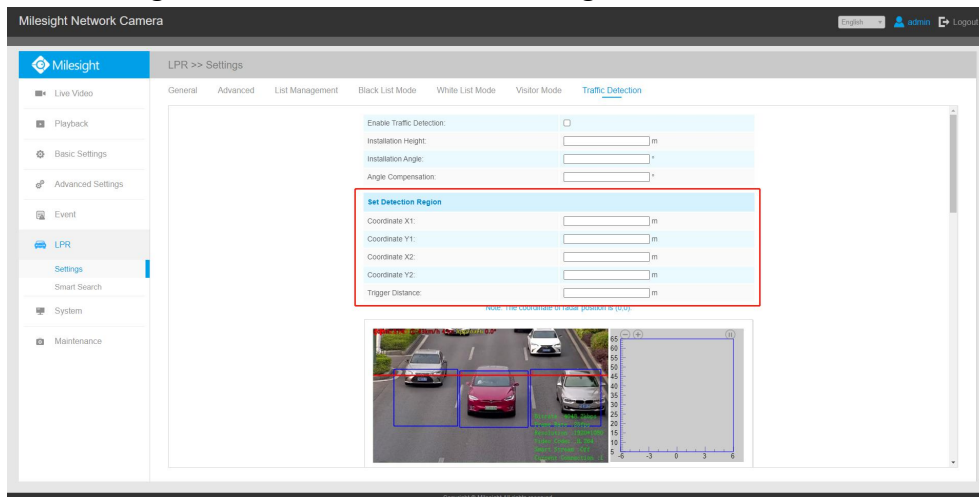 Milesight Network Camera
English
admin
Logout
Milesight
LPR >> Settings
Live Video
Playback
Basic Settings
Advanced Settings
Event
LPR
Settings
Smart Search
System
Maintenance
General Advanced List Management Black List Mode White List Mode Visitor Mode Traffic Detection
Enable Traffic Detection:
Installation Height: m
Installation Angle: °
Angle Compensation: °
Set Detection Region
Coordinate X1: m
Coordinate Y1: m
Coordinate X2: m
Coordinate Y2: m
Trigger Distance: m
Note: The coordinate of radar position is (0,0).
65
60
55
50
45
40
35
30
25
20
15
10
5
-6 -3 0 3 6